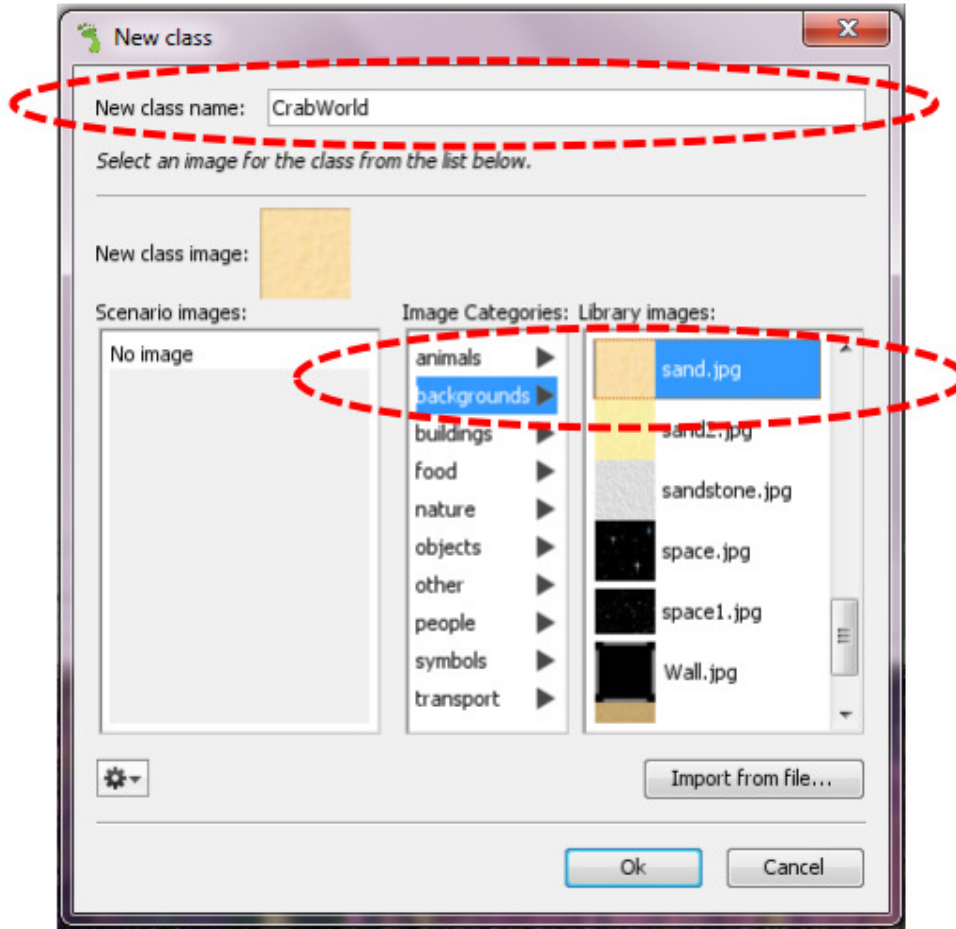 New class
New class name: CrabWorld
Select an image for the class from the list below.
New class image:
Scenario images:
No image
Image Categories:
animals
backgrounds
buildings
food
nature
objects
other
people
symbols
transport
Library images:
sand.jpg
sand2.jpg
sandstone.jpg
space.jpg
space1.jpg
Wall.jpg
Import from file...
Ok
Cancel